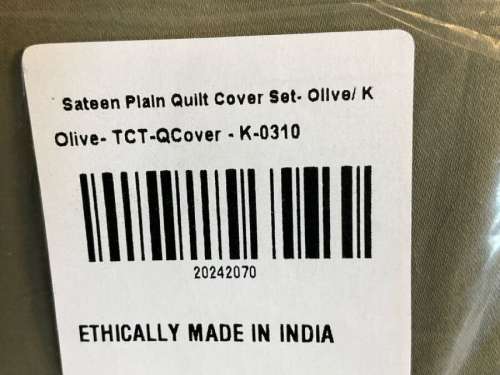 Sateen Plain Quilt Cover Set- Olive/ K
Olive- TCT-QCover - K-0310
20242070
ETHICALLY MADE IN INDIA